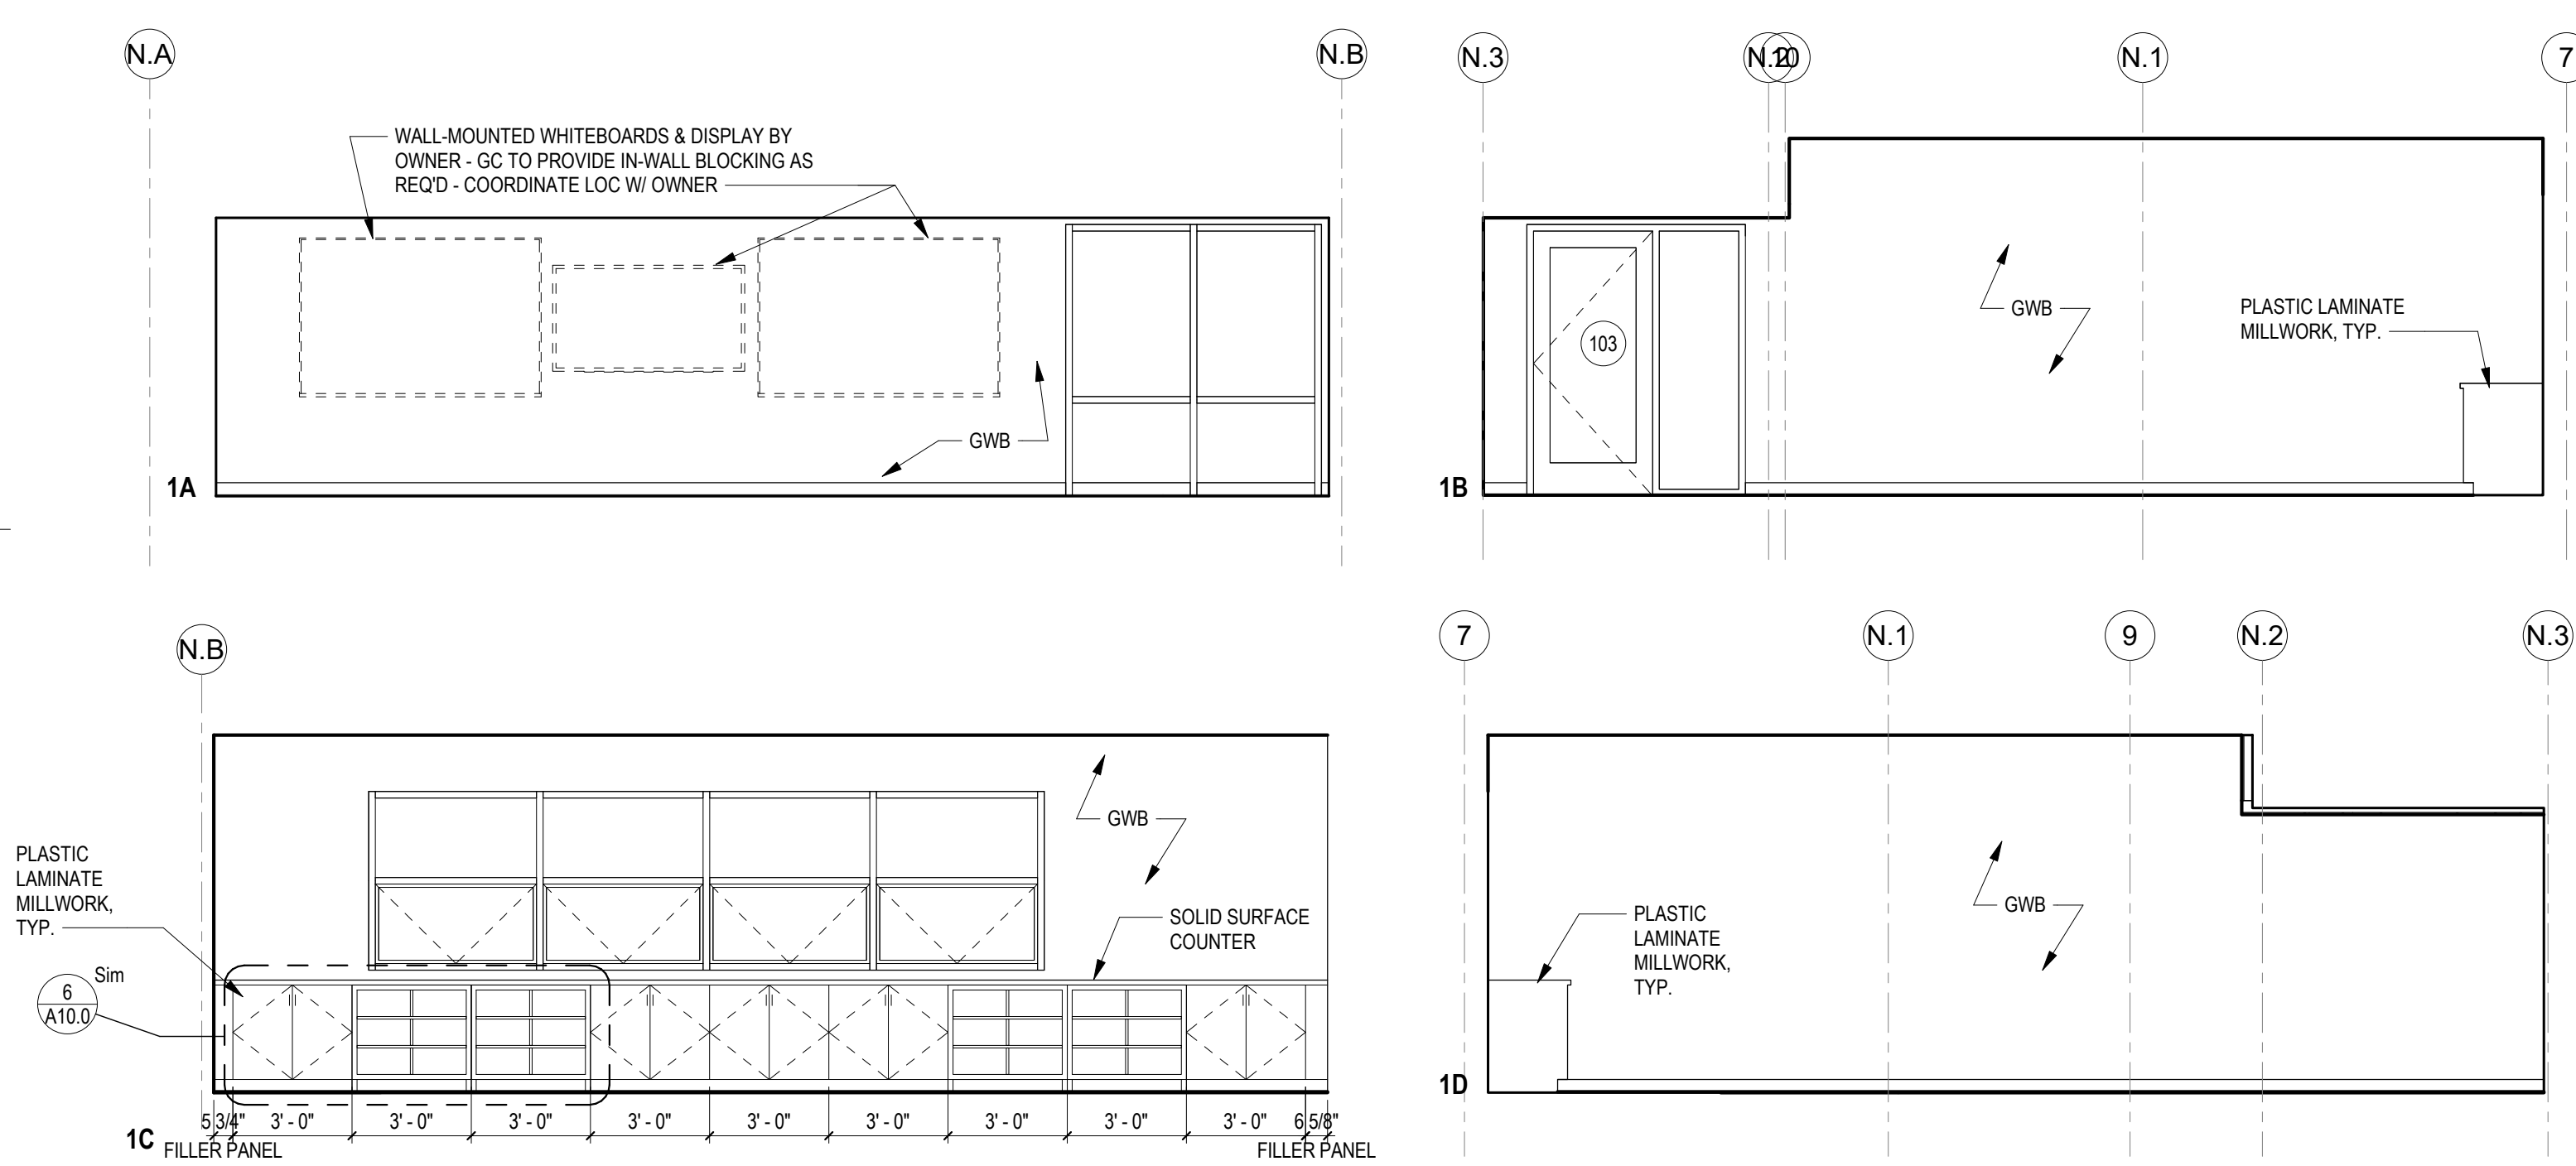 N.A
N.B
N.3
N.2
10
N.1
7
WALL-MOUNTED WHITEBOARDS & DISPLAY BY
OWNER - GC TO PROVIDE IN-WALL BLOCKING AS
REQ'D - COORDINATE LOC W/ OWNER
GWB
1A
103
GWB
PLASTIC LAMINATE
MILLWORK, TYP.
1B
N.B
7
N.1
9
N.2
N.3
GWB
PLASTIC
LAMINATE
MILLWORK,
TYP.
SOLID SURFACE
COUNTER
6
A10.0
Sim
5 3/4" 3' - 0" 3' - 0" 3' - 0" 3' - 0" 3' - 0" 3' - 0" 3' - 0" 3' - 0" 3' - 0" 6 5/8"
1C
FILLER PANEL
FILLER PANEL
GWB
PLASTIC
LAMINATE
MILLWORK,
TYP.
1D